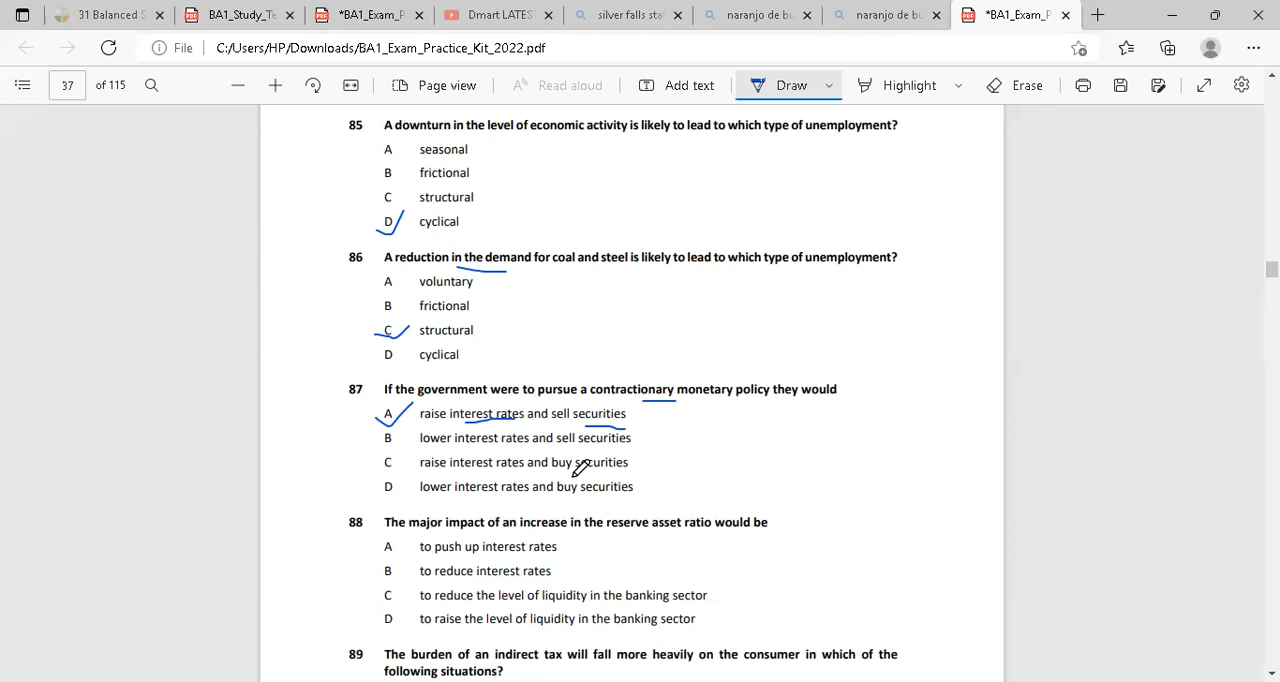 31 Balanced S
BA1_Study_Te
*BA1_Exam_P
Dmart LATES
silver falls sta
naranjo de bu
naranjo de bu
*BA1_Exam_P
File
C:/Users/HP/Downloads/BA1_Exam_Practice_Kit_2022.pdf
37 of 115
Page view
Read aloud
Add text
Draw
Highlight
Erase
85 A downturn in the level of economic activity is likely to lead to which type of unemployment?
A seasonal
B frictional
C structural
D cyclical
86 A reduction in the demand for coal and steel is likely to lead to which type of unemployment?
A voluntary
B frictional
C structural
D cyclical
87 If the government were to pursue a contractionary monetary policy they would
A raise interest rates and sell securities
B lower interest rates and sell securities
C raise interest rates and buy securities
D lower interest rates and buy securities
88 The major impact of an increase in the reserve asset ratio would be
A to push up interest rates
B to reduce interest rates
C to reduce the level of liquidity in the banking sector
D to raise the level of liquidity in the banking sector
89 The burden of an indirect tax will fall more heavily on the consumer in which of the
following situations?